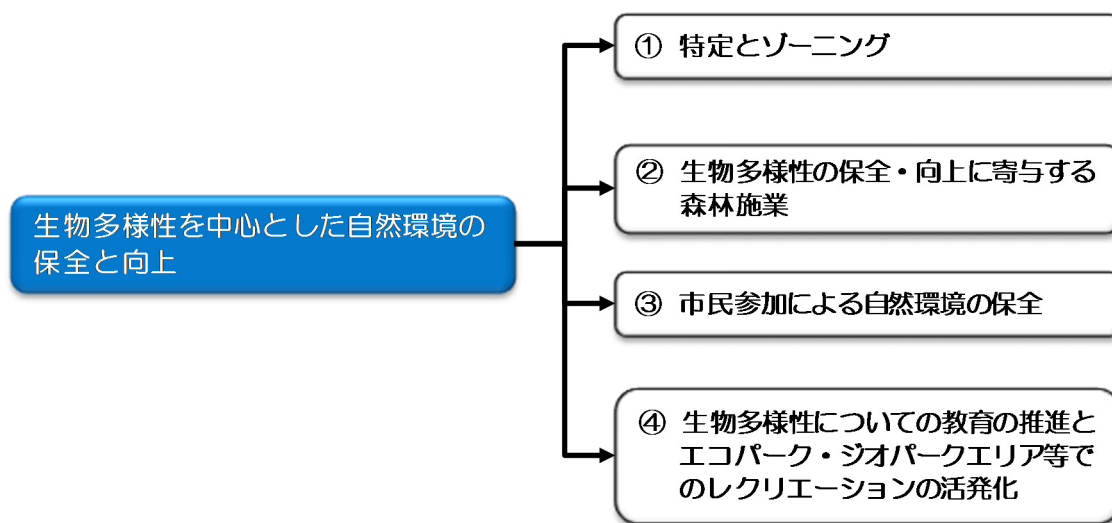 生物多様性を中心とした自然環境の
保全と向上
① 特定とゾーニング
② 生物多様性の保全・向上に寄与する
森林施業
③ 市民参加による自然環境の保全
④ 生物多様性についての教育の推進と
エコパーク・ジオパークエリア等で
のレクリエーションの活発化